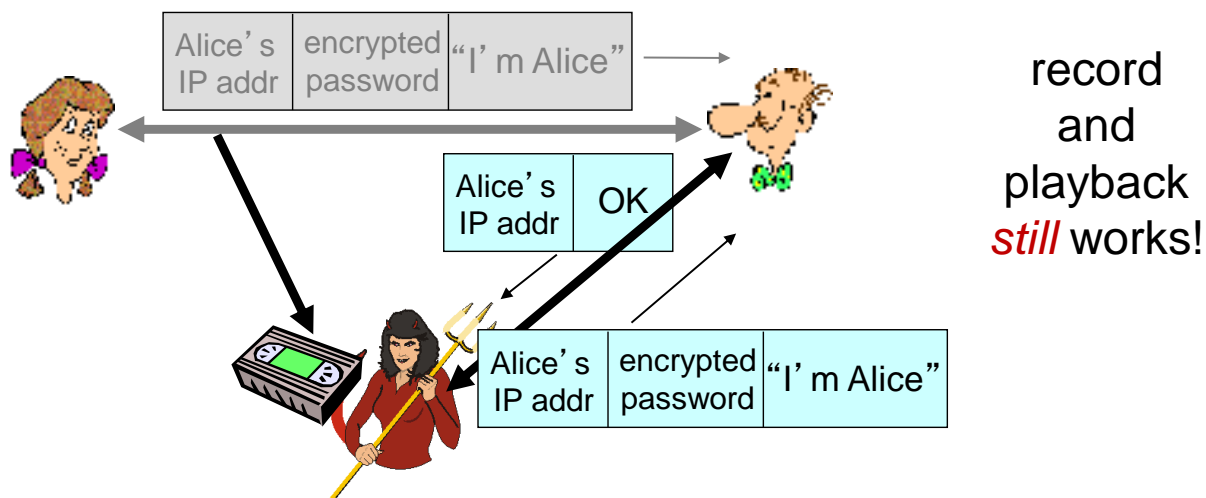 Alice’s
IP addr
encrypted
password
“I’m Alice”
record
and
playback
still works!
Alice’s
IP addr
OK
Alice’s
IP addr
encrypted
password
“I’m Alice”